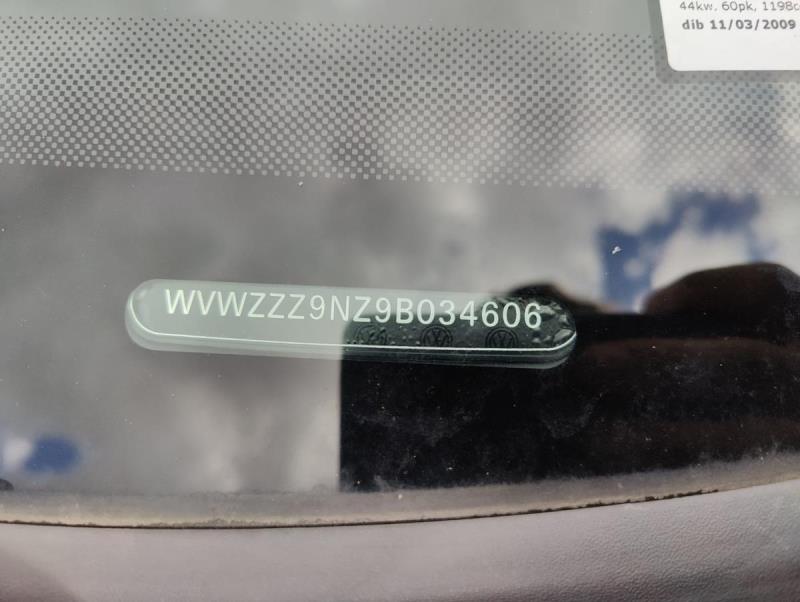 44kw, 60pk, 1198c
dib 11/03/2009
WVWZZZ9NZ9B034606